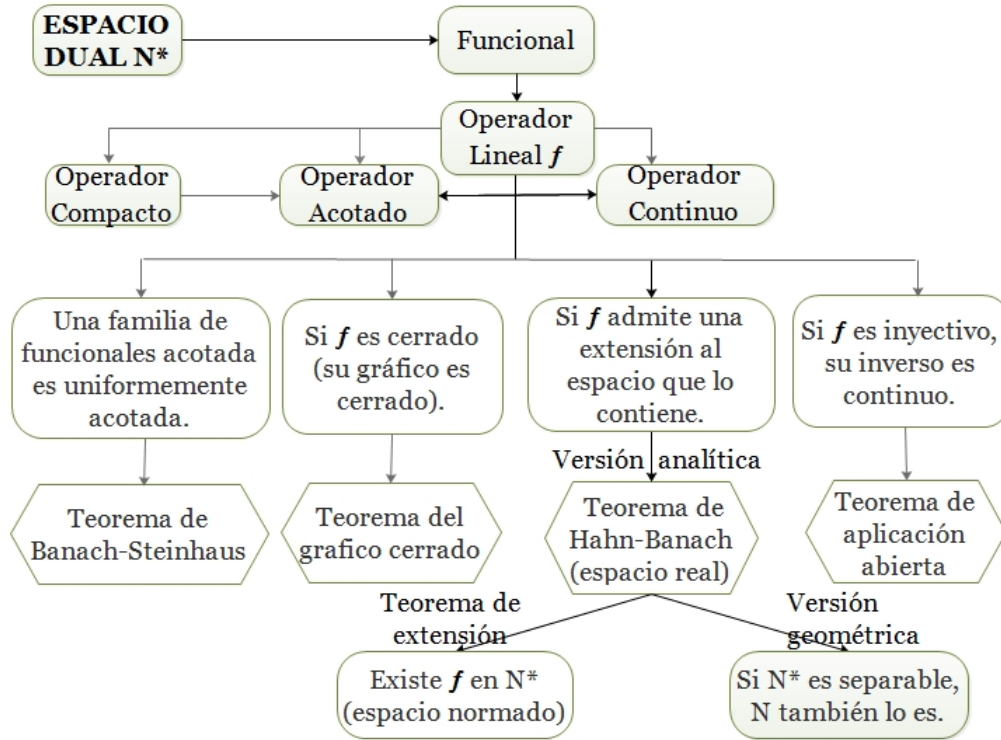 ESPACIO
DUAL N*
Funcional
Operador
Lineal f
Operador
Compacto
Operador
Acotado
Operador
Continuo
Una familia de
funcionales acotada
es uniformemente
acotada.
Si f es cerrado
(su gráfico es
cerrado).
Si f admite una
extensión al
espacio que lo
contiene.
Si f es inyectivo,
su inverso es
continuo.
Versión analítica
Teorema de
Banach-Steinhaus
Teorema del
grafico cerrado
Teorema de
Hahn-Banach
(espacio real)
Teorema de
aplicación
abierta
Teorema de
extensión
Versión
geométrica
Existe f en N*
(espacio normado)
Si N* es separable,
N también lo es.